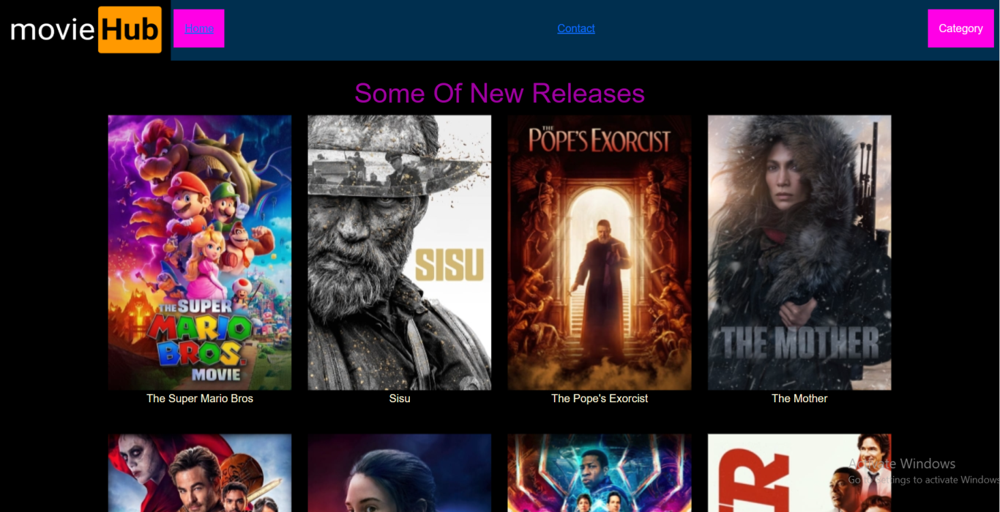 movie Hub
Home
Contact
Category
Some Of New Releases
THE SUPER
MARIO
BROS.
MOVIE
SISU
THE
POPE'S EXORCIST
THE MOTHER
The Super Mario Bros
Sisu
The Pope's Exorcist
The Mother
Activate Windows
Go to Settings to activate Windows